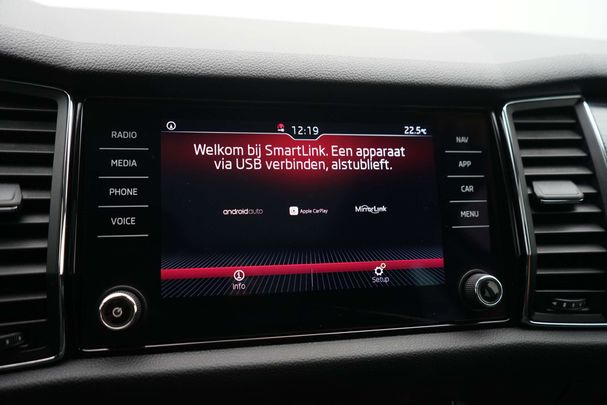 12:19
22.5°C
RADIO
MEDIA
PHONE
VOICE
Welkom bij SmartLink. Een apparaat
via USB verbinden, alstublieft.
androidauto
Apple CarPlay
MirrorLink
Info
Setup
NAV
APP
CAR
MENU